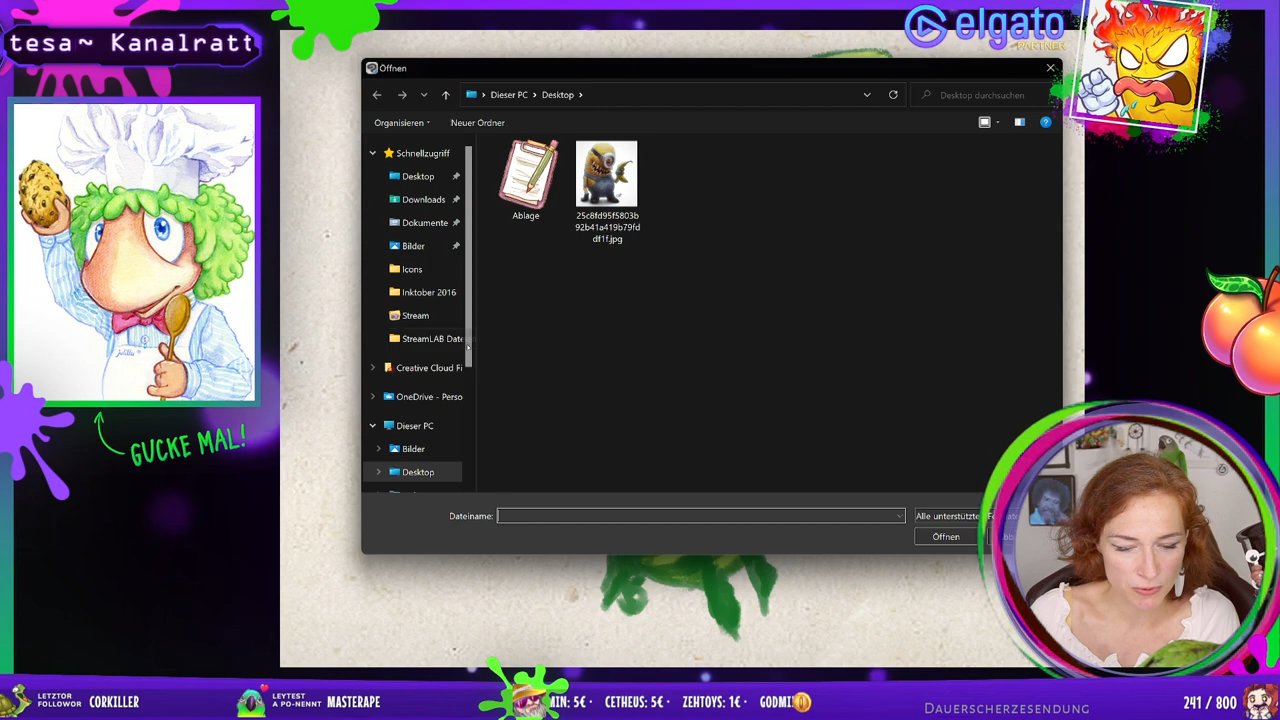 tesa~ Kanalratt
elgato
PARTNER
Öffnen
Dieser PC > Desktop >
Desktop durchsuchen
Organisieren
Neuer Ordner
Schnellzugriff
Desktop
Downloads
Dokumente
Bilder
Icons
Inktober 2016
Stream
StreamLAB Date
Creative Cloud Fi
OneDrive - Perso
Dieser PC
Bilder
Desktop
Ablage
25c8fd95f5803b
92b41a419b79fd
df1f.jpg
Dateiname:
Alle unterstützte
Öffnen
GUCKE MAL!
LETZTOR
FOLLOWOR
CORKILLER
LEYTEST
A PO-NENNT
MASTERAPE
MIN: 5€ · CETHEUS: 5€ · ZEHTOYS: 1€ · GODMI
Dauerscherzesendung
241 / 800